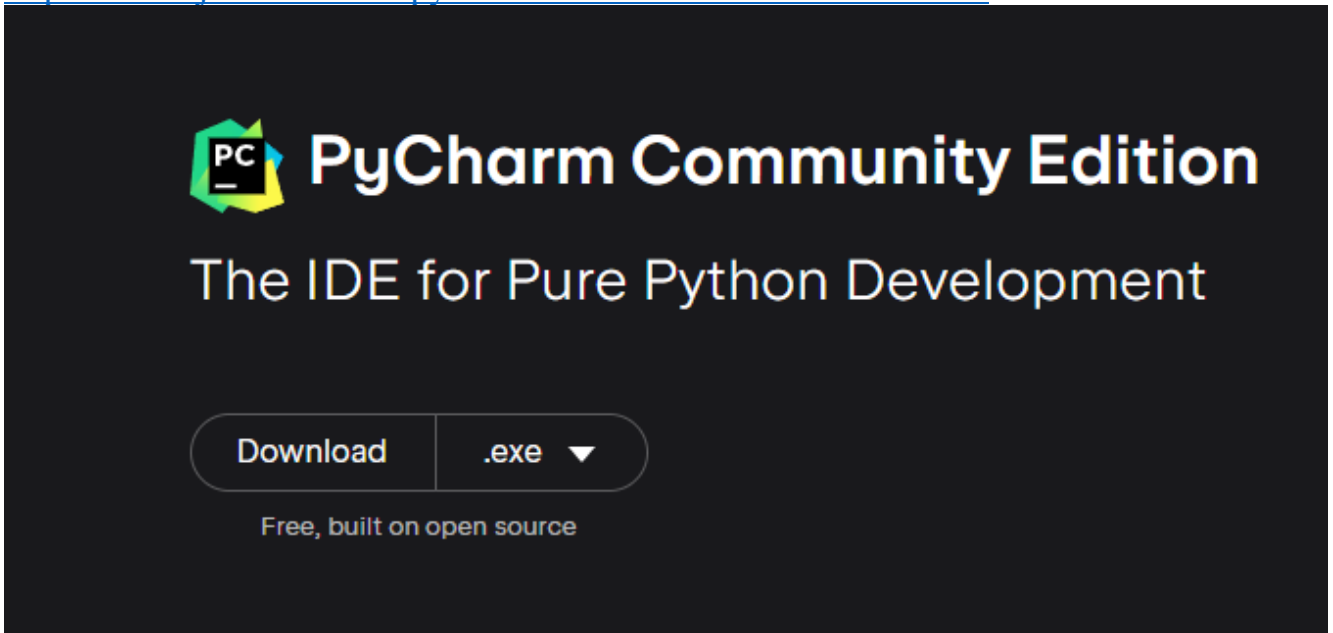 PC
PyCharm Community Edition
The IDE for Pure Python Development
Download
.exe
Free, built on open source